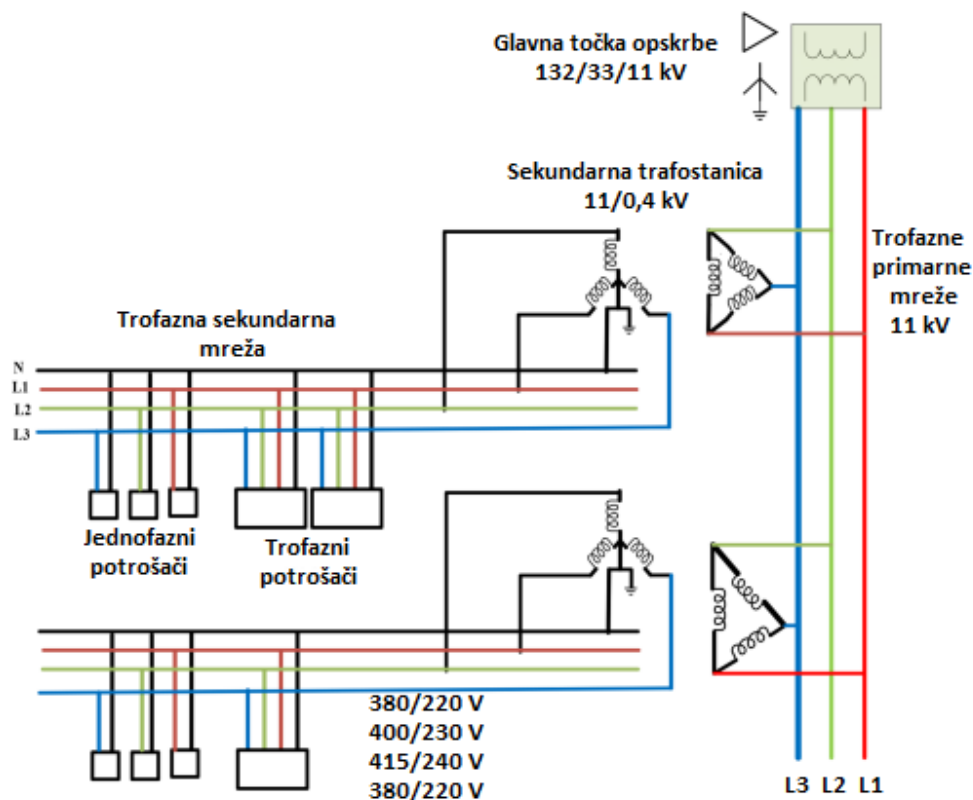 Glavna točka opskrbe
132/33/11 kV
Sekundarna trafostanica
11/0,4 kV
Trofazne
primarne
mreže
11 kV
Trofazna sekundarna
mreža
N
L1
L2
L3
Jednofazni
potrošači
Trofazni
potrošači
380/220 V
400/230 V
415/240 V
380/220 V
L3 L2 L1